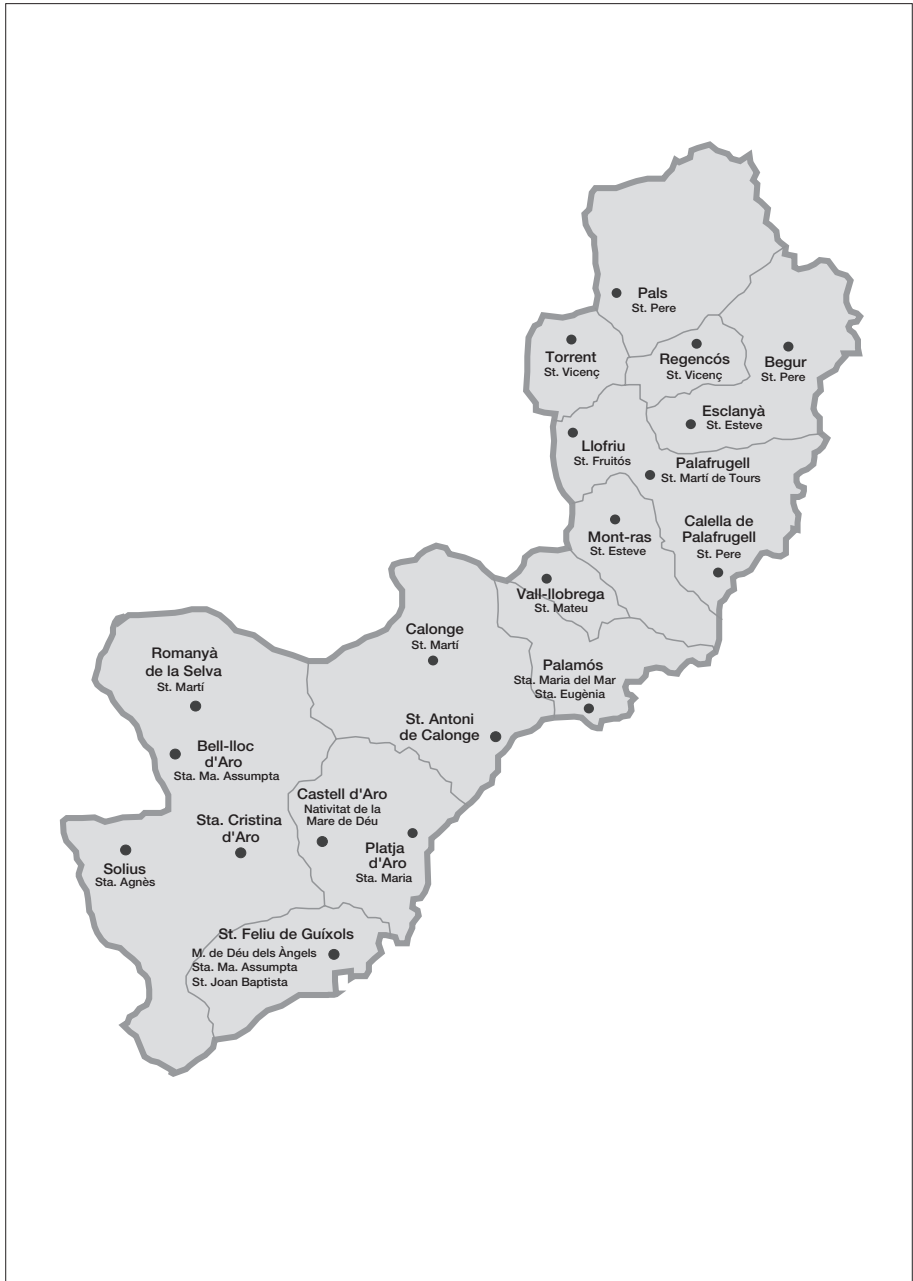 Pals
St. Pere
Torrent
St. Vicenç
Regencós
St. Vicenç
Begur
St. Pere
Esclanyà
St. Esteve
Llofriu
St. Fruitós
Palafrugell
St. Martí de Tours
Calella de
Palafrugell
St. Pere
Mont-ras
St. Esteve
Vall-llobrega
St. Mateu
Calonge
St. Martí
Palamós
Sta. Maria del Mar
Sta. Eugènia
St. Antoni
de Calonge
Romanyà
de la Selva
St. Martí
Bell-lloc
d'Aro
Sta. Ma. Assumpta
Castell d'Aro
Nativitat de la
Mare de Déu
Sta. Cristina
d'Aro
Platja
d'Aro
Sta. Maria
Solius
Sta. Agnès
St. Feliu de Guíxols
M. de Déu dels Àngels
Sta. Ma. Assumpta
St. Joan Baptista